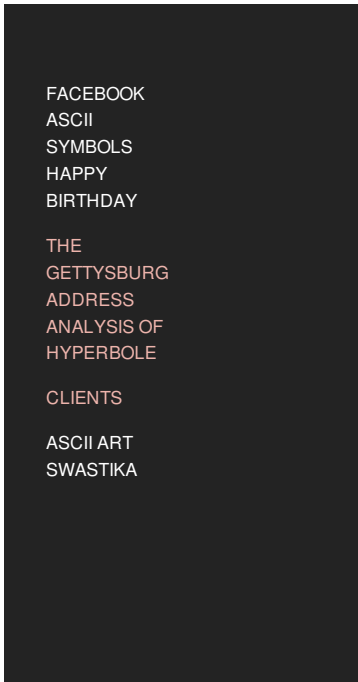 FACEBOOK
ASCII
SYMBOLS
HAPPY
BIRTHDAY
THE
GETTYSBURG
ADDRESS
ANALYSIS OF
HYPERBOLE
CLIENTS
ASCII ART
SWASTIKA